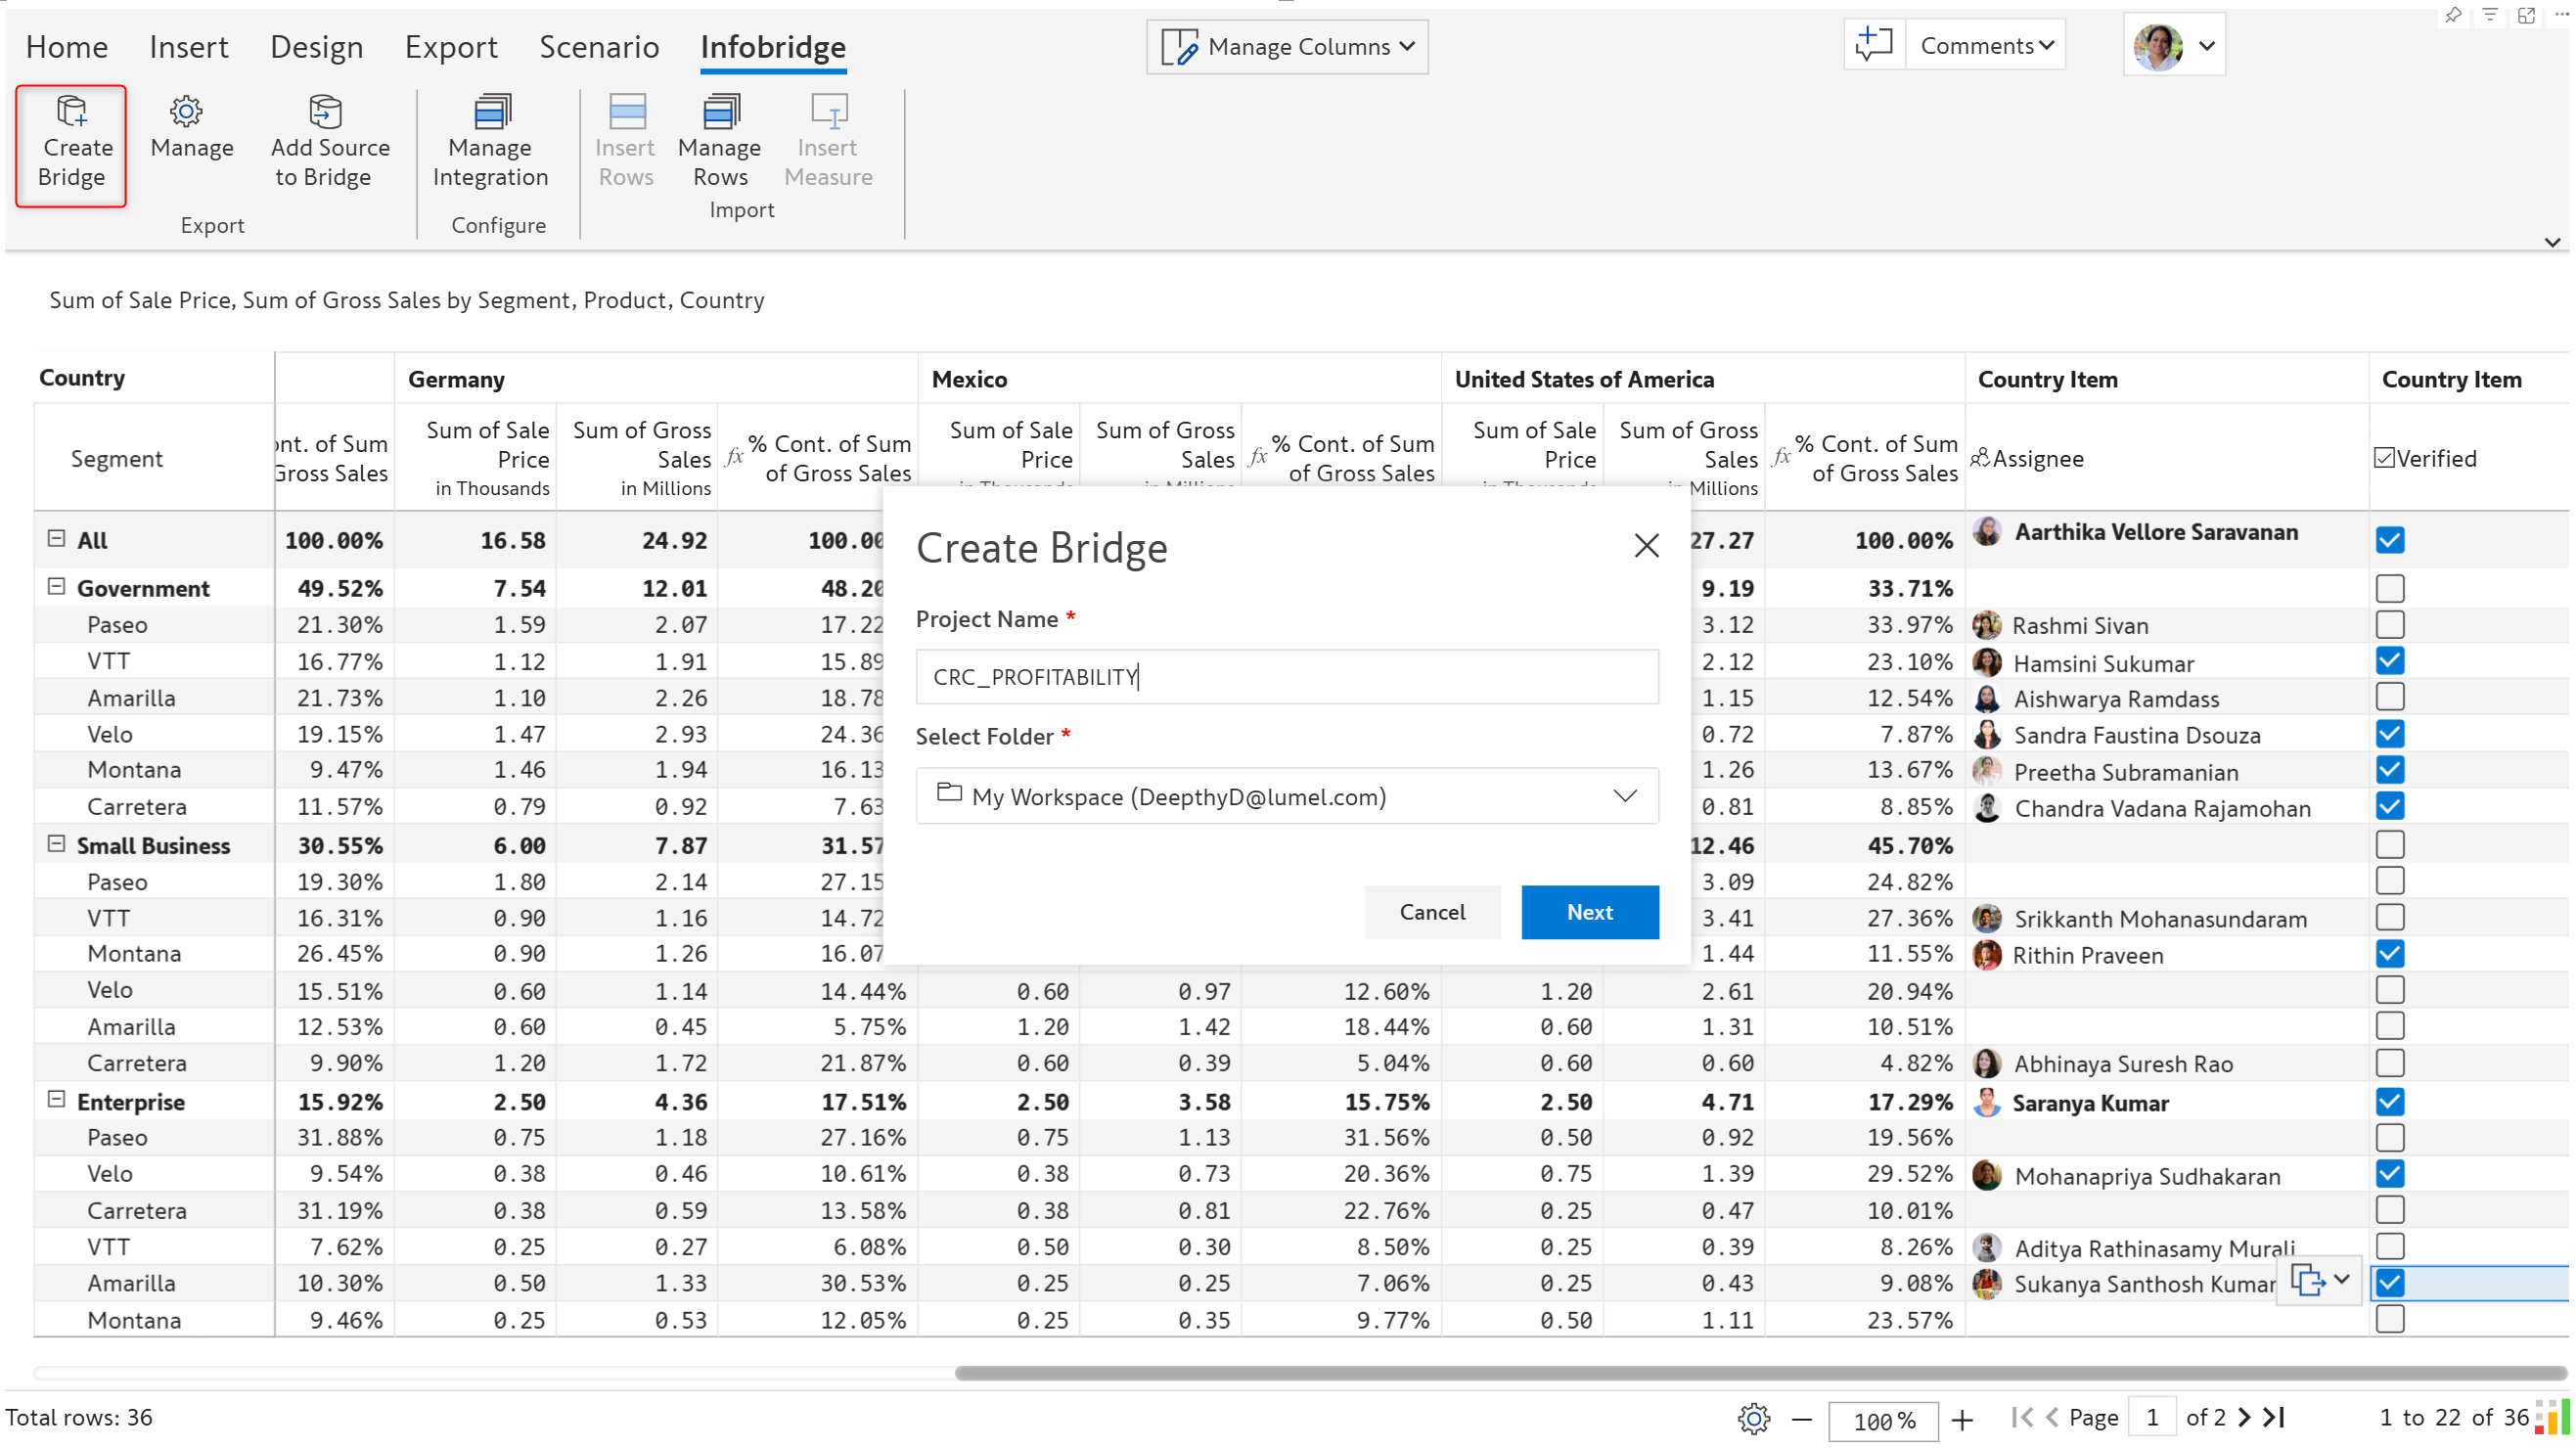 Home Insert Design Export Scenario Infobridge Manage Columns Comments
Create Bridge
Manage
Add Source to Bridge
Manage Integration
Insert Rows
Manage Rows
Insert Measure
Export Configure Import
Sum of Sale Price, Sum of Gross Sales by Segment, Product, Country
Country Germany Mexico United States of America Country Item Country Item
Segment
ont. of Sum Gross Sales
Sum of Sale Price in Thousands
Sum of Gross Sales in Millions
fx % Cont. of Sum of Gross Sales
Sum of Sale Price
Sum of Gross Sales
fx % Cont. of Sum of Gross Sales
Sum of Sale Price
Sum of Gross Sales Millions
fx % Cont. of Sum of Gross Sales
Assignee
Verified
All 100.00% 16.58 24.92 100.00 27.27 100.00% Aarthika Vellore Saravanan
Government 49.52% 7.54 12.01 48.20 9.19 33.71%
Paseo 21.30% 1.59 2.07 17.22 3.12 33.97% Rashmi Sivan
VTT 16.77% 1.12 1.91 15.89 2.12 23.10% Hamsini Sukumar
Amarilla 21.73% 1.10 2.26 18.78 1.15 12.54% Aishwarya Ramdass
Velo 19.15% 1.47 2.93 24.36 0.72 7.87% Sandra Faustina Dsouza
Montana 9.47% 1.46 1.94 16.13 1.26 13.67% Preetha Subramanian
Carretera 11.57% 0.79 0.92 7.63 0.81 8.85% Chandra Vadana Rajamohan
Small Business 30.55% 6.00 7.87 31.57 12.46 45.70%
Paseo 19.30% 1.80 2.14 27.15 3.09 24.82%
VTT 16.31% 0.90 1.16 14.72 3.41 27.36% Srikkanth Mohanasundaram
Montana 26.45% 0.90 1.26 16.07 1.44 11.55% Rithin Praveen
Velo 15.51% 0.60 1.14 14.44% 0.60 0.97 12.60% 1.20 2.61 20.94%
Amarilla 12.53% 0.60 0.45 5.75% 1.20 1.42 18.44% 0.60 1.31 10.51%
Carretera 9.90% 1.20 1.72 21.87% 0.60 0.39 5.04% 0.60 0.60 4.82% Abhinaya Suresh Rao
Enterprise 15.92% 2.50 4.36 17.51% 2.50 3.58 15.75% 2.50 4.71 17.29% Saranya Kumar
Paseo 31.88% 0.75 1.18 27.16% 0.75 1.13 31.56% 0.50 0.92 19.56%
Velo 9.54% 0.38 0.46 10.61% 0.38 0.73 20.36% 0.75 1.39 29.52% Mohanapriya Sudhakaran
Carretera 31.19% 0.38 0.59 13.58% 0.38 0.81 22.76% 0.25 0.47 10.01%
VTT 7.62% 0.25 0.27 6.08% 0.50 0.30 8.50% 0.25 0.39 8.26% Aditya Rathinasamy Murali
Amarilla 10.30% 0.50 1.33 30.53% 0.25 0.25 7.06% 0.25 0.43 9.08% Sukanya Santhosh Kumar
Montana 9.46% 0.25 0.53 12.05% 0.25 0.35 9.77% 0.50 1.11 23.57%
Create Bridge
Project Name *
CRC_PROFITABILITY
Select Folder *
My Workspace (DeepthyD@lumel.com)
Cancel Next
Total rows: 36 100 % Page 1 of 2 1 to 22 of 36